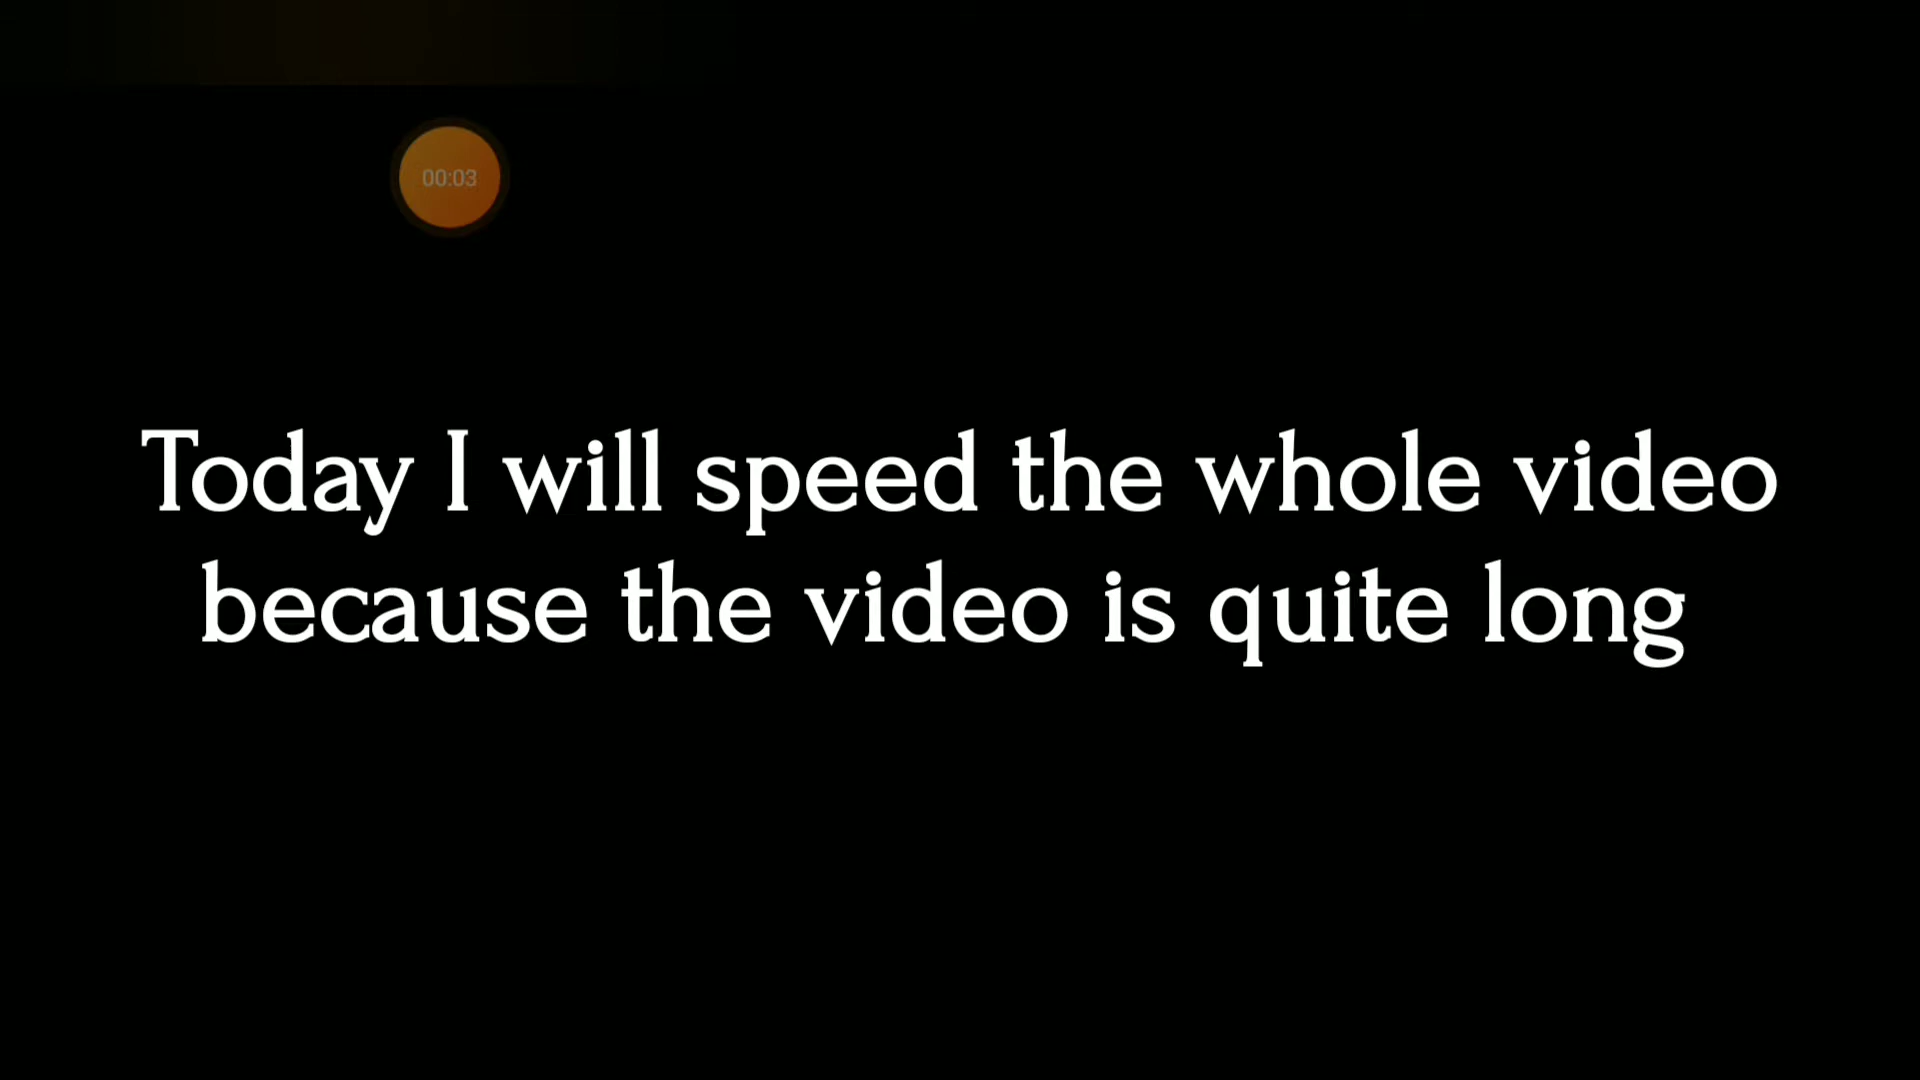 00:03
Today I will speed the whole video
because the video is quite long